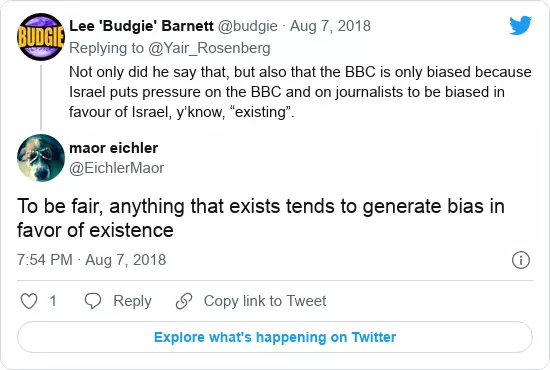 BUDGIE
Lee 'Budgie' Barnett @budgie · Aug 7, 2018
Replying to @Yair_Rosenberg
Not only did he say that, but also that the BBC is only biased because
Israel puts pressure on the BBC and on journalists to be biased in
favour of Israel, y’know, “existing”.
maor eichler
@EichlerMaor
To be fair, anything that exists tends to generate bias in
favor of existence
7:54 PM · Aug 7, 2018
1 Reply Copy link to Tweet
Explore what's happening on Twitter